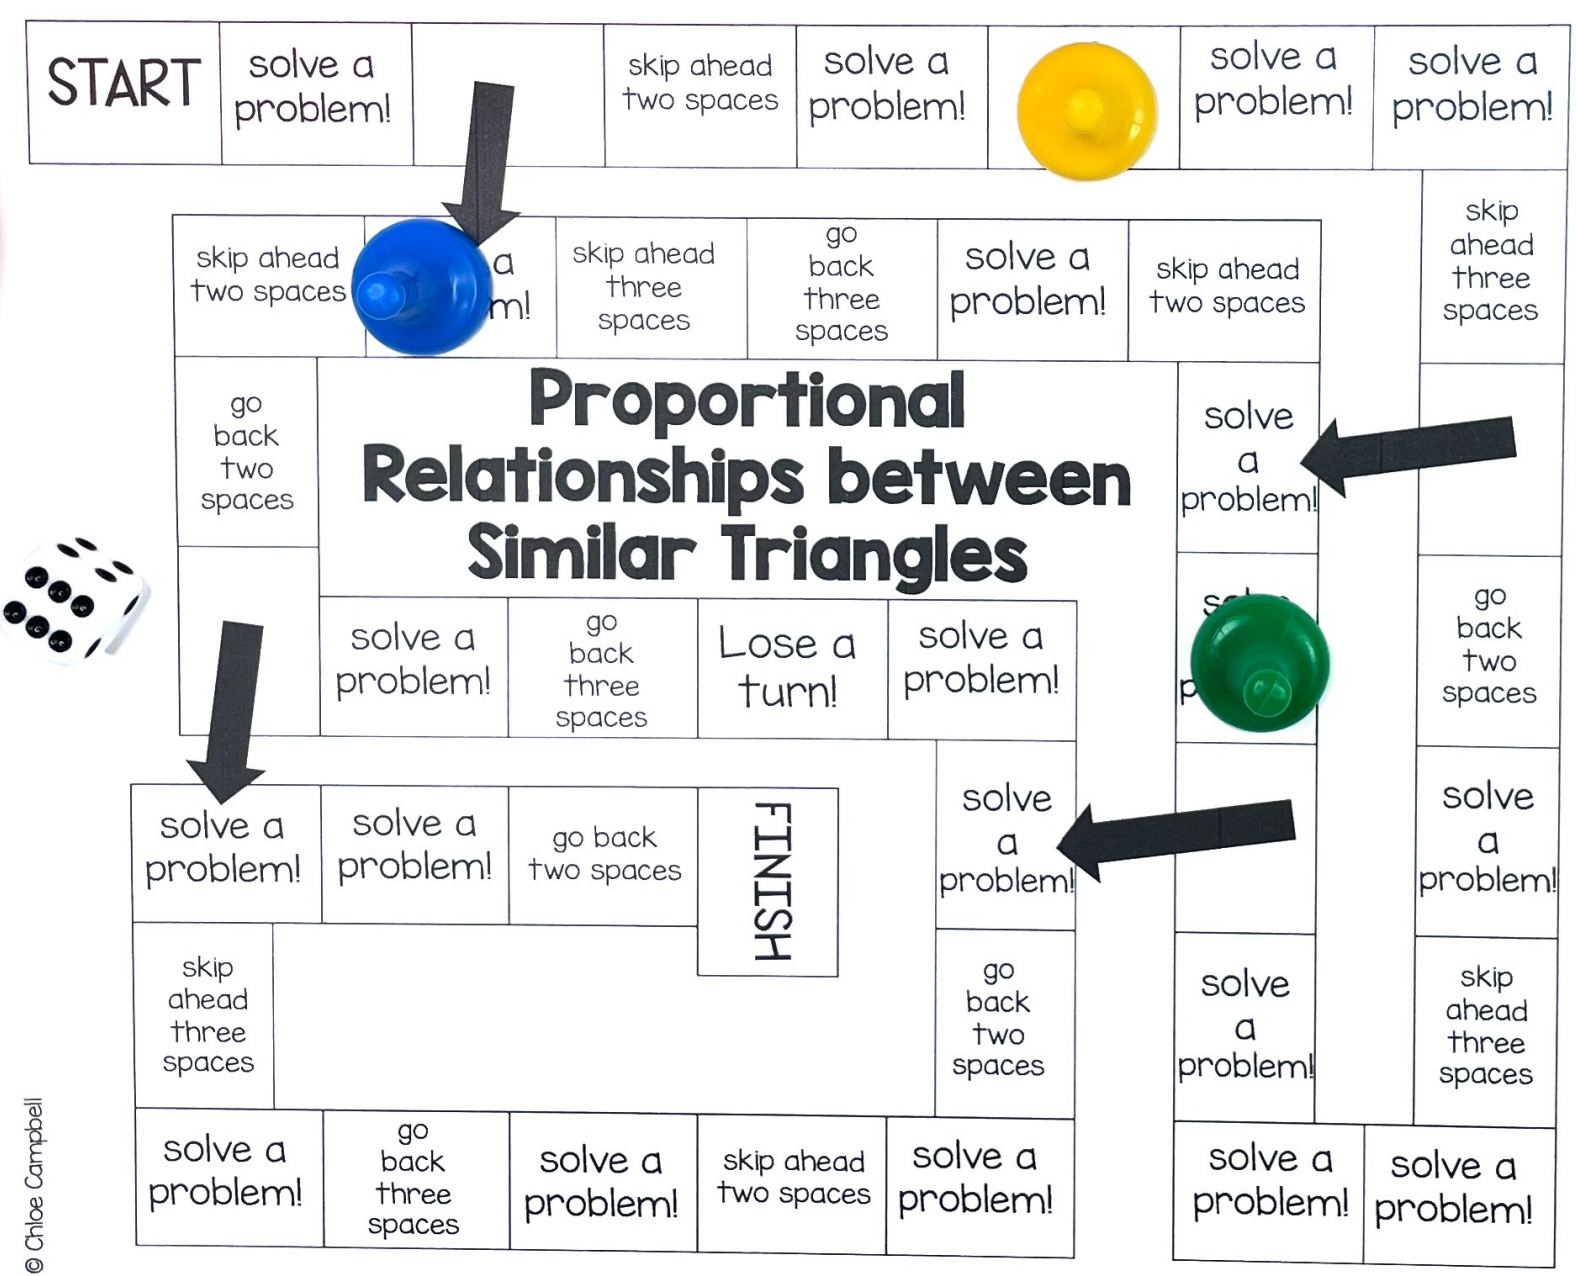 START
solve a
problem!
skip ahead
two spaces
solve a
problem!
solve a
problem!
solve a
problem!
skip
ahead
three
spaces
go
back
two
spaces
solve
a
problem!
skip
ahead
three
spaces
solve a
problem!
solve a
problem!
solve
a
problem!
solve
a
problem!
skip ahead
two spaces
solve a
problem!
go
back
three
spaces
skip ahead
three
spaces
a
skip ahead
two spaces
go
back
two
spaces
Proportional
Relationships between
Similar Triangles
solve a
problem!
go
back
three
spaces
Lose a
turn!
solve a
problem!
solve
a
problem!
go
back
two
spaces
solve a
problem!
skip ahead
two spaces
solve a
problem!
go
back
three
spaces
solve a
problem!
skip
ahead
three
spaces
solve a
problem!
solve a
problem!
go back
two spaces
FINISH
© Chloe Campbell